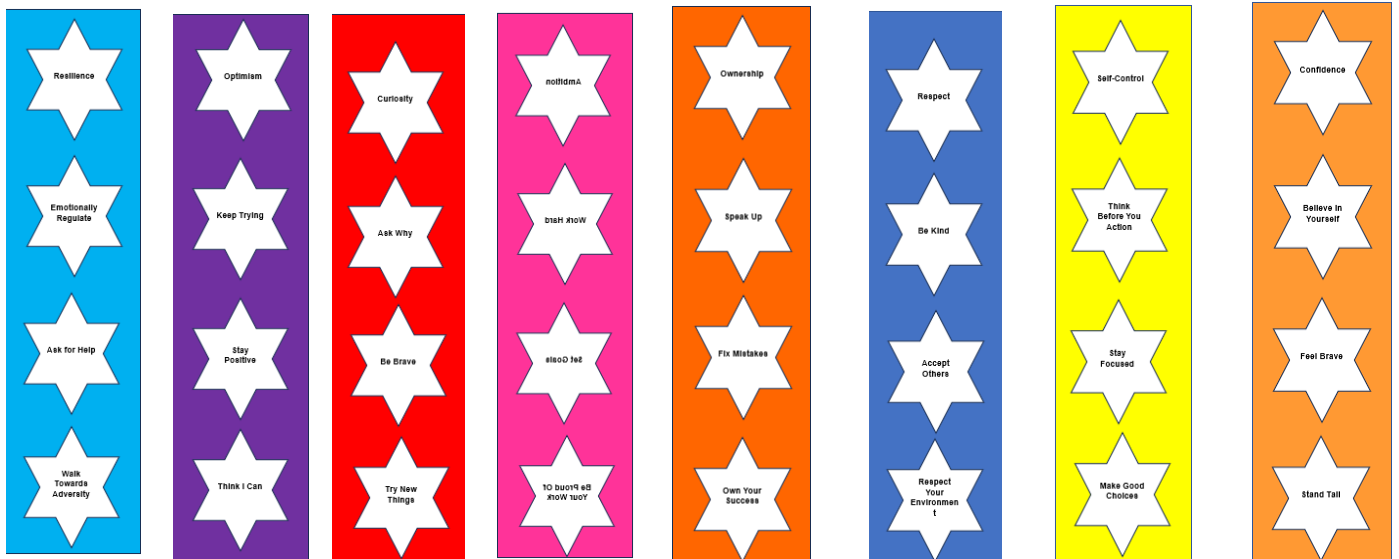 Resilience
Emotionally
Regulate
Ask for Help
Walk
Towards
Adversity
Optimism
Keep Trying
Stay
Positive
Think I Can
Curiosity
Ask Why
Be Brave
Try New
Things
Ambition
Work Hard
Set Goals
Be Proud Of
Your Work
Ownership
Speak Up
Fix Mistakes
Own Your
Success
Respect
Be Kind
Accept
Others
Respect
Your
Environmen
t
Self-Control
Think
Before You
Action
Stay
Focused
Make Good
Choices
Confidence
Believe In
Yourself
Feel Brave
Stand Tall